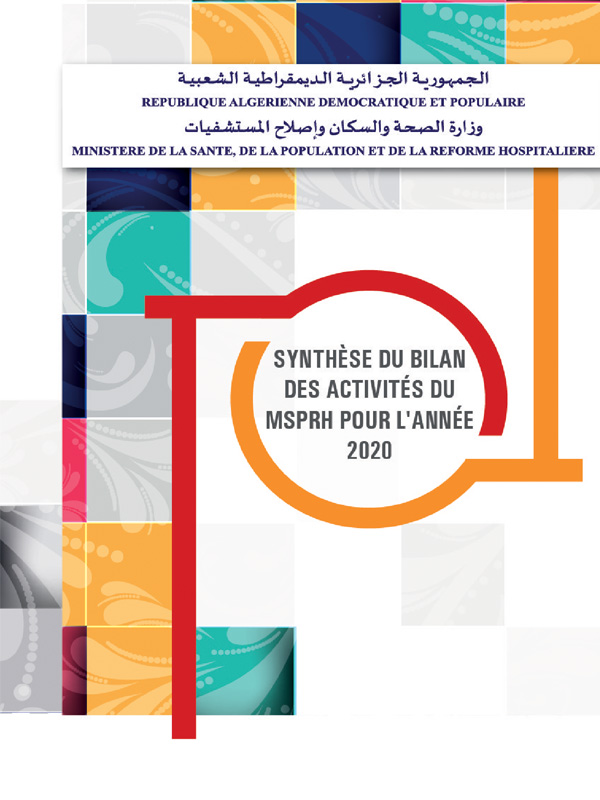 الجمهورية الجزائرية الديمقراطية الشعبية
REPUBLIQUE ALGERIENNE DEMOCRATIQUE ET POPULAIRE
وزارة الصحة والسكان وإصلاح المستشفيات
MINISTERE DE LA SANTE, DE LA POPULATION ET DE LA REFORME HOSPITALIERE
SYNTHÈSE DU BILAN
DES ACTIVITÉS DU
MSPRH POUR L'ANNÉE
2020